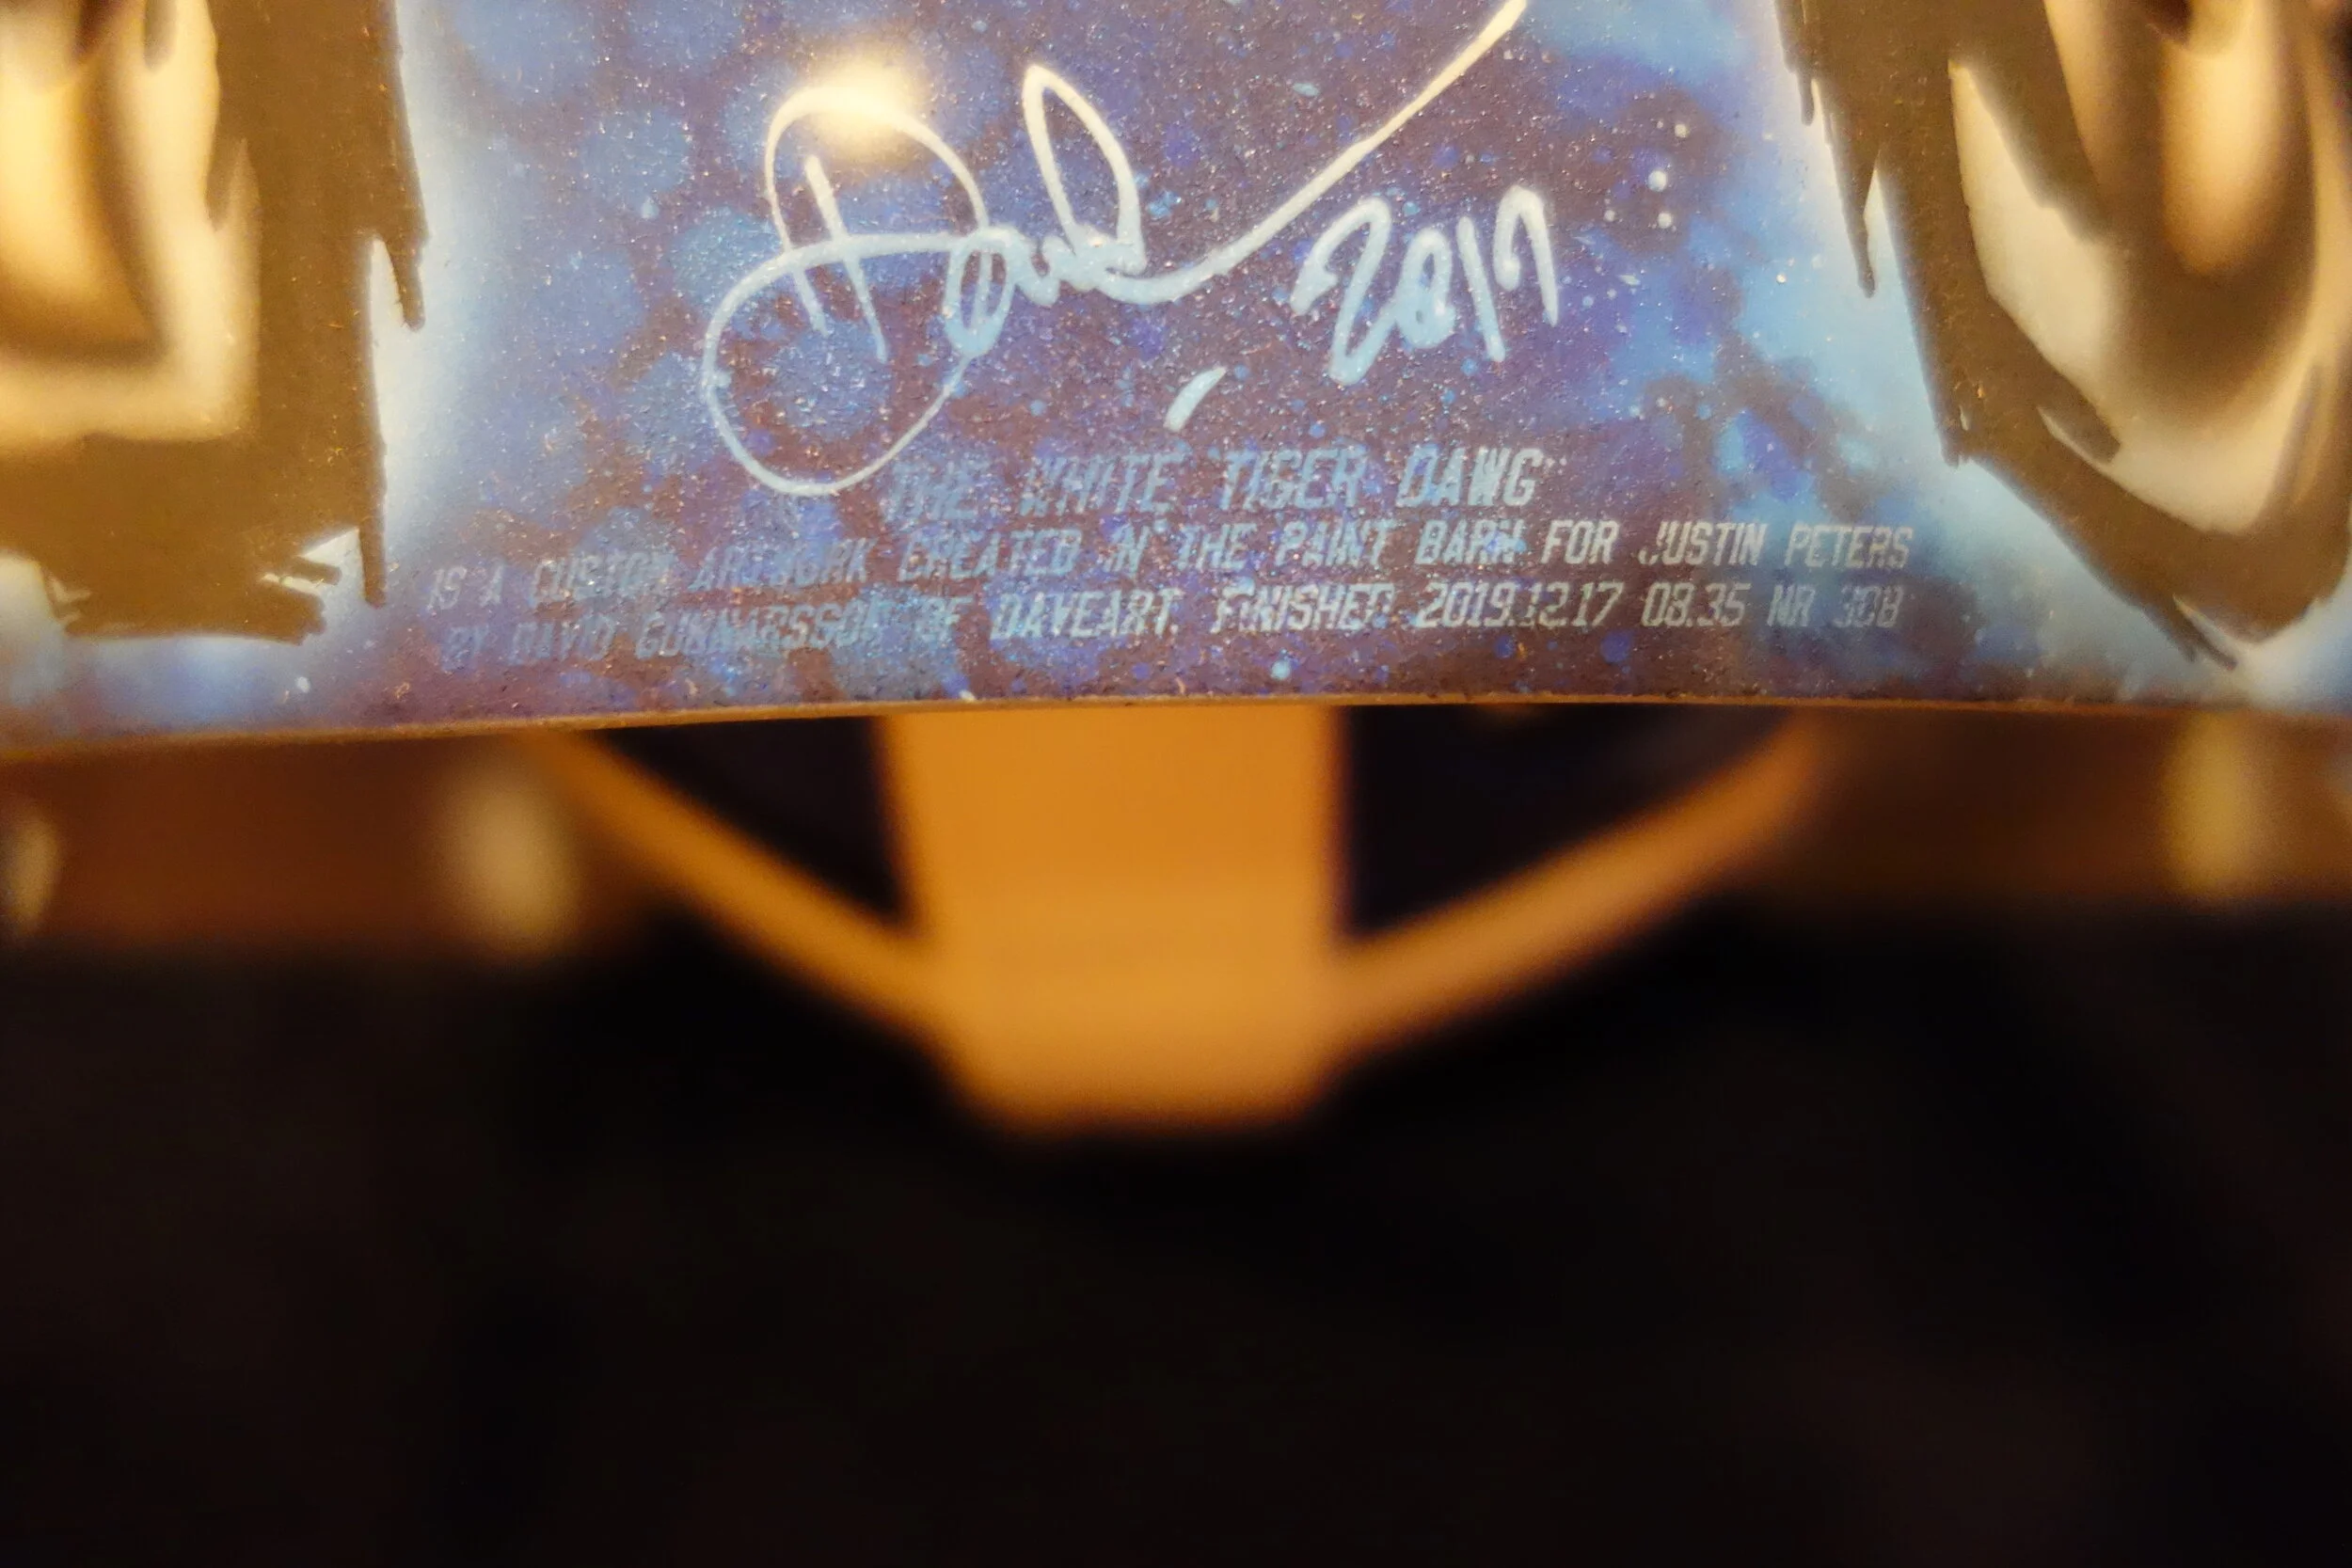 Dave 2019
"THE WHITE TIGER DAWG"
IS A CUSTOM ARTWORK CREATED IN THE PAINT BARN FOR JUSTIN PETERS
BY DAVID GUNNARSSON OF DAVEART. FINISHED 2019.12.17 08.35 NR